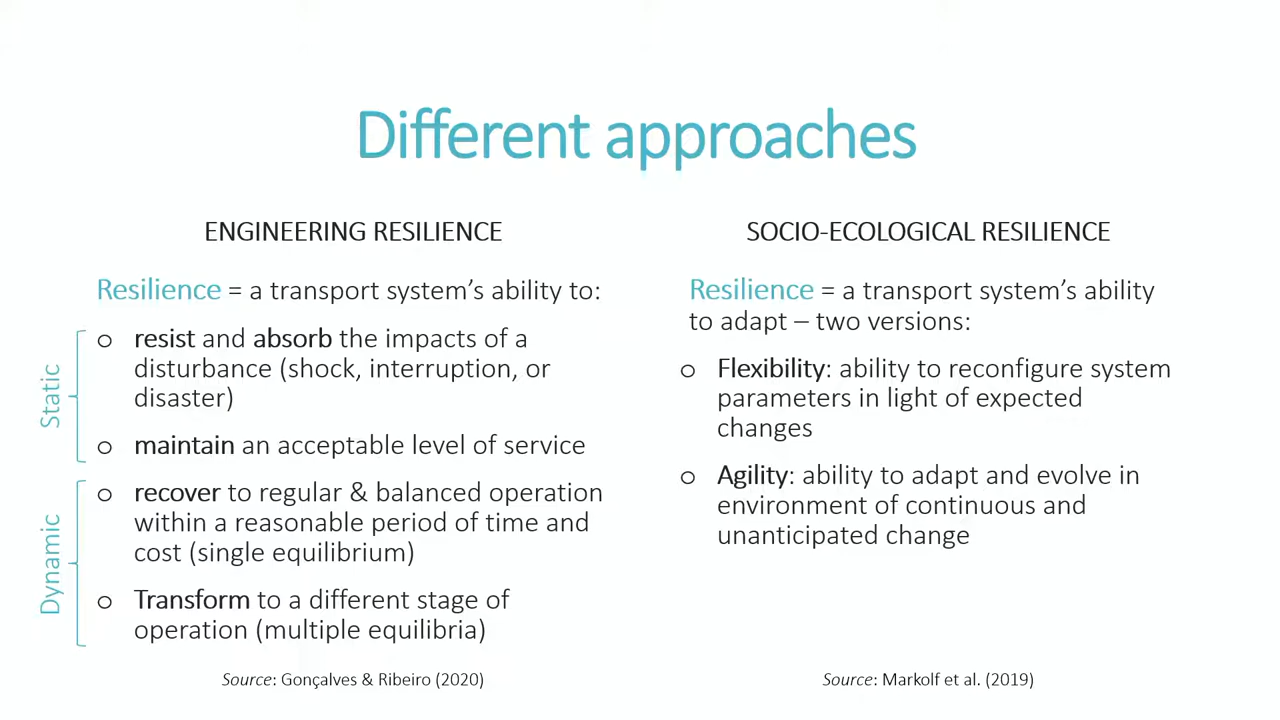 Different approaches
ENGINEERING RESILIENCE
Resilience = a transport system's ability to:
Static
o resist and absorb the impacts of a
disturbance (shock, interruption, or
disaster)
o maintain an acceptable level of service
Dynamic
o recover to regular & balanced operation
within a reasonable period of time and
cost (single equilibrium)
o Transform to a different stage of
operation (multiple equilibria)
Source: Gonçalves & Ribeiro (2020)
SOCIO-ECOLOGICAL RESILIENCE
Resilience = a transport system's ability
to adapt – two versions:
o Flexibility: ability to reconfigure system
parameters in light of expected
changes
o Agility: ability to adapt and evolve in
environment of continuous and
unanticipated change
Source: Markolf et al. (2019)